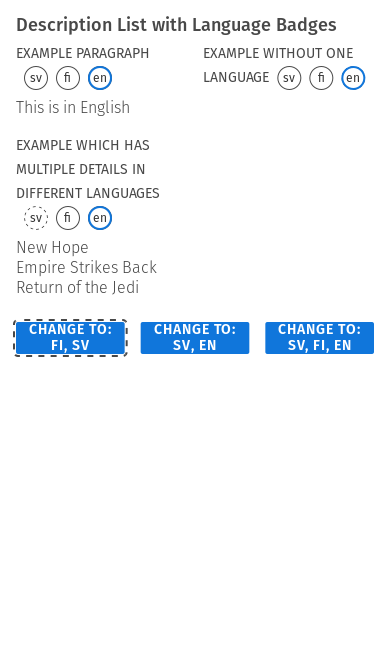 Description List with Language Badges
EXAMPLE PARAGRAPH
sv fi en
This is in English
EXAMPLE WITHOUT ONE
LANGUAGE sv fi en
EXAMPLE WHICH HAS
MULTIPLE DETAILS IN
DIFFERENT LANGUAGES
sv fi en
New Hope
Empire Strikes Back
Return of the Jedi
CHANGE TO:
FI, SV
CHANGE TO:
SV, EN
CHANGE TO:
SV, FI, EN